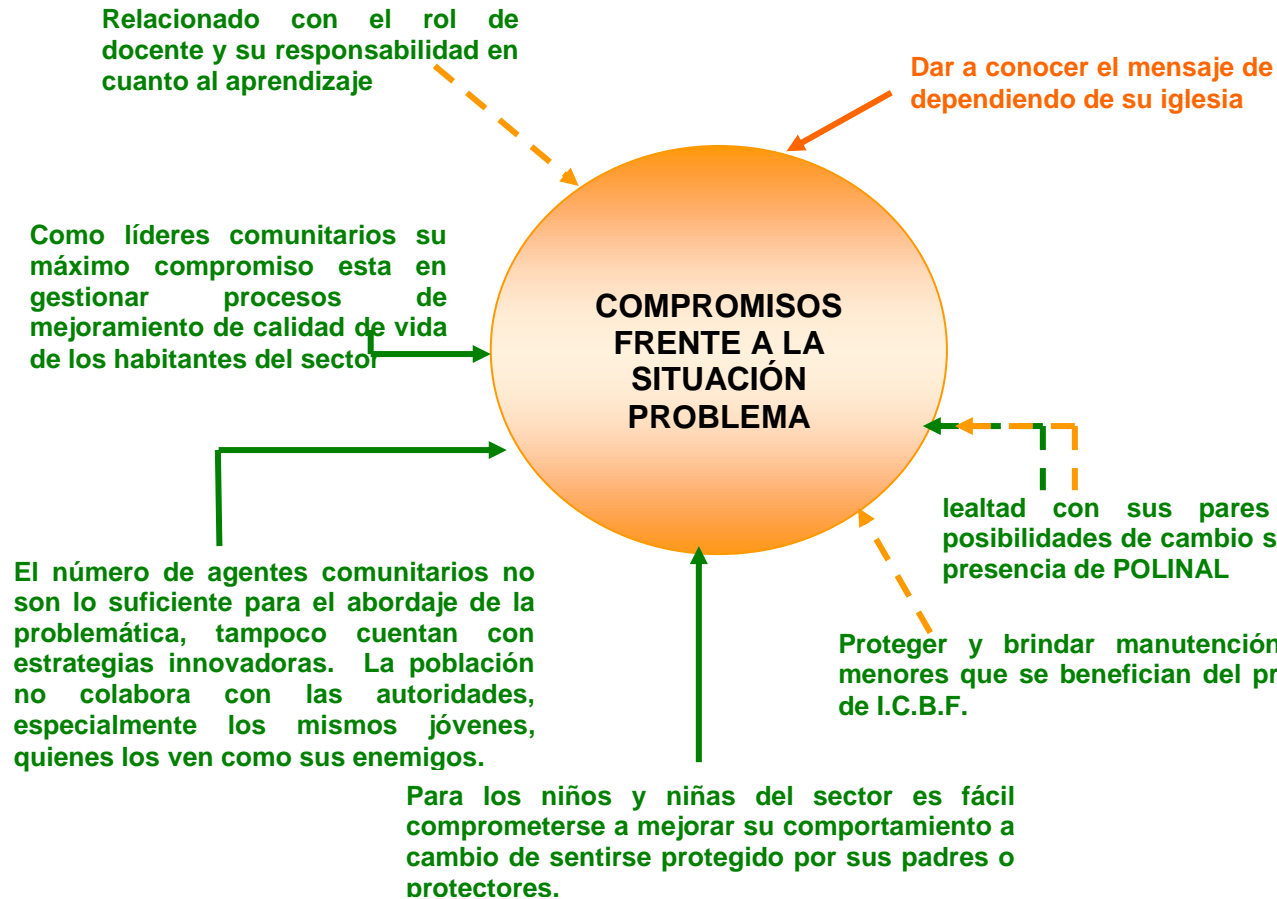 Relacionado con el rol de
docente y su responsabilidad en
cuanto al aprendizaje
Dar a conocer el mensaje de
dependiendo de su iglesia
Como líderes comunitarios su
máximo compromiso esta en
gestionar procesos de
mejoramiento de calidad de vida
de los habitantes del sector
COMPROMISOS
FRENTE A LA
SITUACIÓN
PROBLEMA
lealtad con sus pares
posibilidades de cambio
presencia de POLINAL
El número de agentes comunitarios no
son lo suficiente para el abordaje de la
problemática, tampoco cuentan con
estrategias innovadoras. La población
no colabora con las autoridades,
especialmente los mismos jóvenes,
quienes los ven como sus enemigos.
Proteger y brindar manutención
menores que se benefician del
de I.C.B.F.
Para los niños y niñas del sector es fácil
comprometerse a mejorar su comportamiento a
cambio de sentirse protegido por sus padres o
protectores.